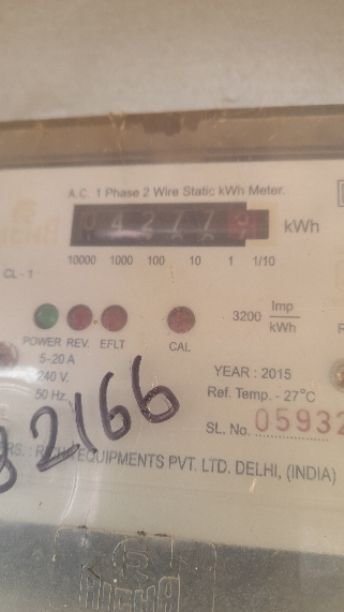 A.C. 1 Phase 2 Wire Static kWh Meter.
04277
kWh
10000 1000 100 10 1 1/10
CL - 1
3200 Imp/kWh
POWER REV. EFLT CAL
5-20 A
240 V.
50 Hz.
YEAR : 2015
Ref. Temp. - 27°C
SL. No. 05932
2166
EQUIPMENTS PVT. LTD. DELHI, (INDIA)
RICHA